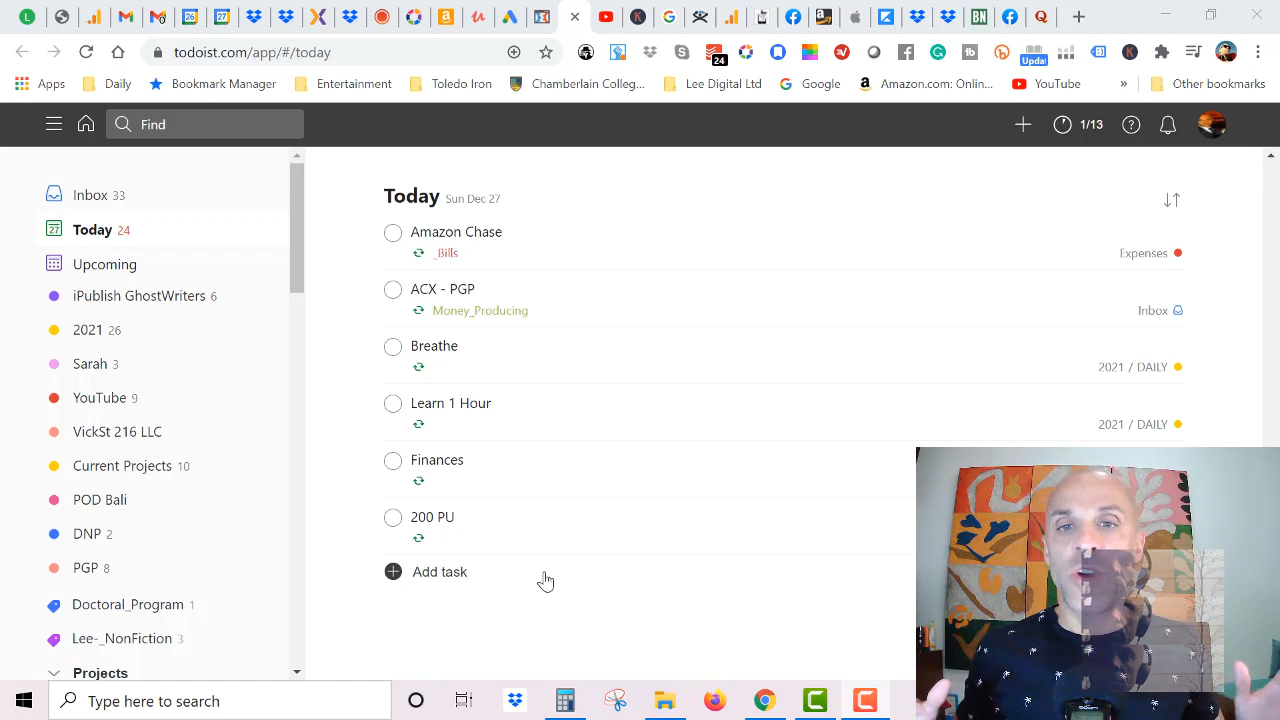 todoist.com/app/#/today
24
Updat
Apps
Daily
Bookmark Manager
Entertainment
Toledo Iron
Chamberlain Colleg...
Lee Digital Ltd
Google
Amazon.com: Onlin...
YouTube
»
Other bookmarks
Find
1/13
Inbox 33
Today 24
Upcoming
iPublish GhostWriters 6
2021 26
Sarah 3
YouTube 9
VickSt 216 LLC
Current Projects 10
POD Bali
DNP 2
PGP 8
Doctoral_Program 1
Lee-_NonFiction 3
Projects
Today Sun Dec 27
Amazon Chase
_Bills
Expenses
ACX - PGP
Money_Producing
Inbox
Breathe
2021 / DAILY
Learn 1 Hour
2021 / DAILY
Finances
200 PU
Add task
Type here to search